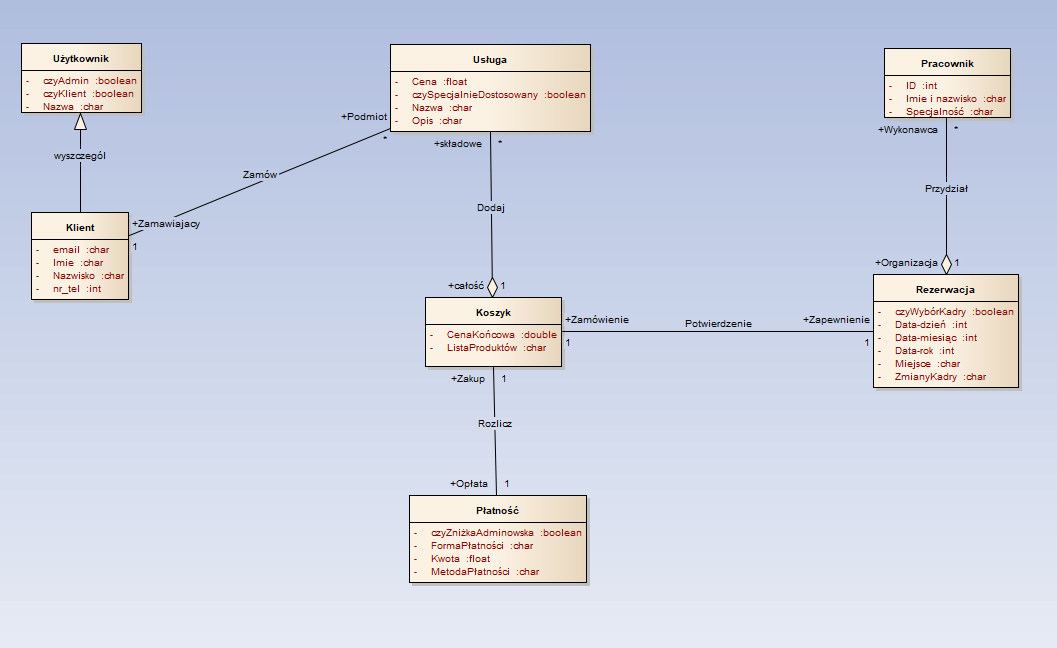 Użytkownik
- czyAdmin :boolean
- czyKlient :boolean
- Nazwa :char
wyszczegól
Klient
- email :char
- Imie :char
- Nazwisko :char
- nr_tel :int
+Zamawiajacy
1
Zamów
+Podmiot
*
Usługa
- Cena :float
- czySpecjalnieDostosowany :boolean
- Nazwa :char
- Opis :char
+składowe *
Dodaj
+całość 1
Koszyk
- CenaKońcowa :double
- ListaProduktów :char
+Zamówienie
1
Potwierdzenie
+Zapewnienie
1
+Zakup 1
Rozlicz
+Opłata 1
Płatność
- czyZniżkaAdminowska :boolean
- FormaPłatności :char
- Kwota :float
- MetodaPłatności :char
Pracownik
- ID :int
- Imie i nazwisko :char
- Specjalność :char
+Wykonawca *
Przydział
+Organizacja 1
Rezerwacja
- czyWybórKadry :boolean
- Data-dzień :int
- Data-miesiąc :int
- Data-rok :int
- Miejsce :char
- ZmianyKadry :char